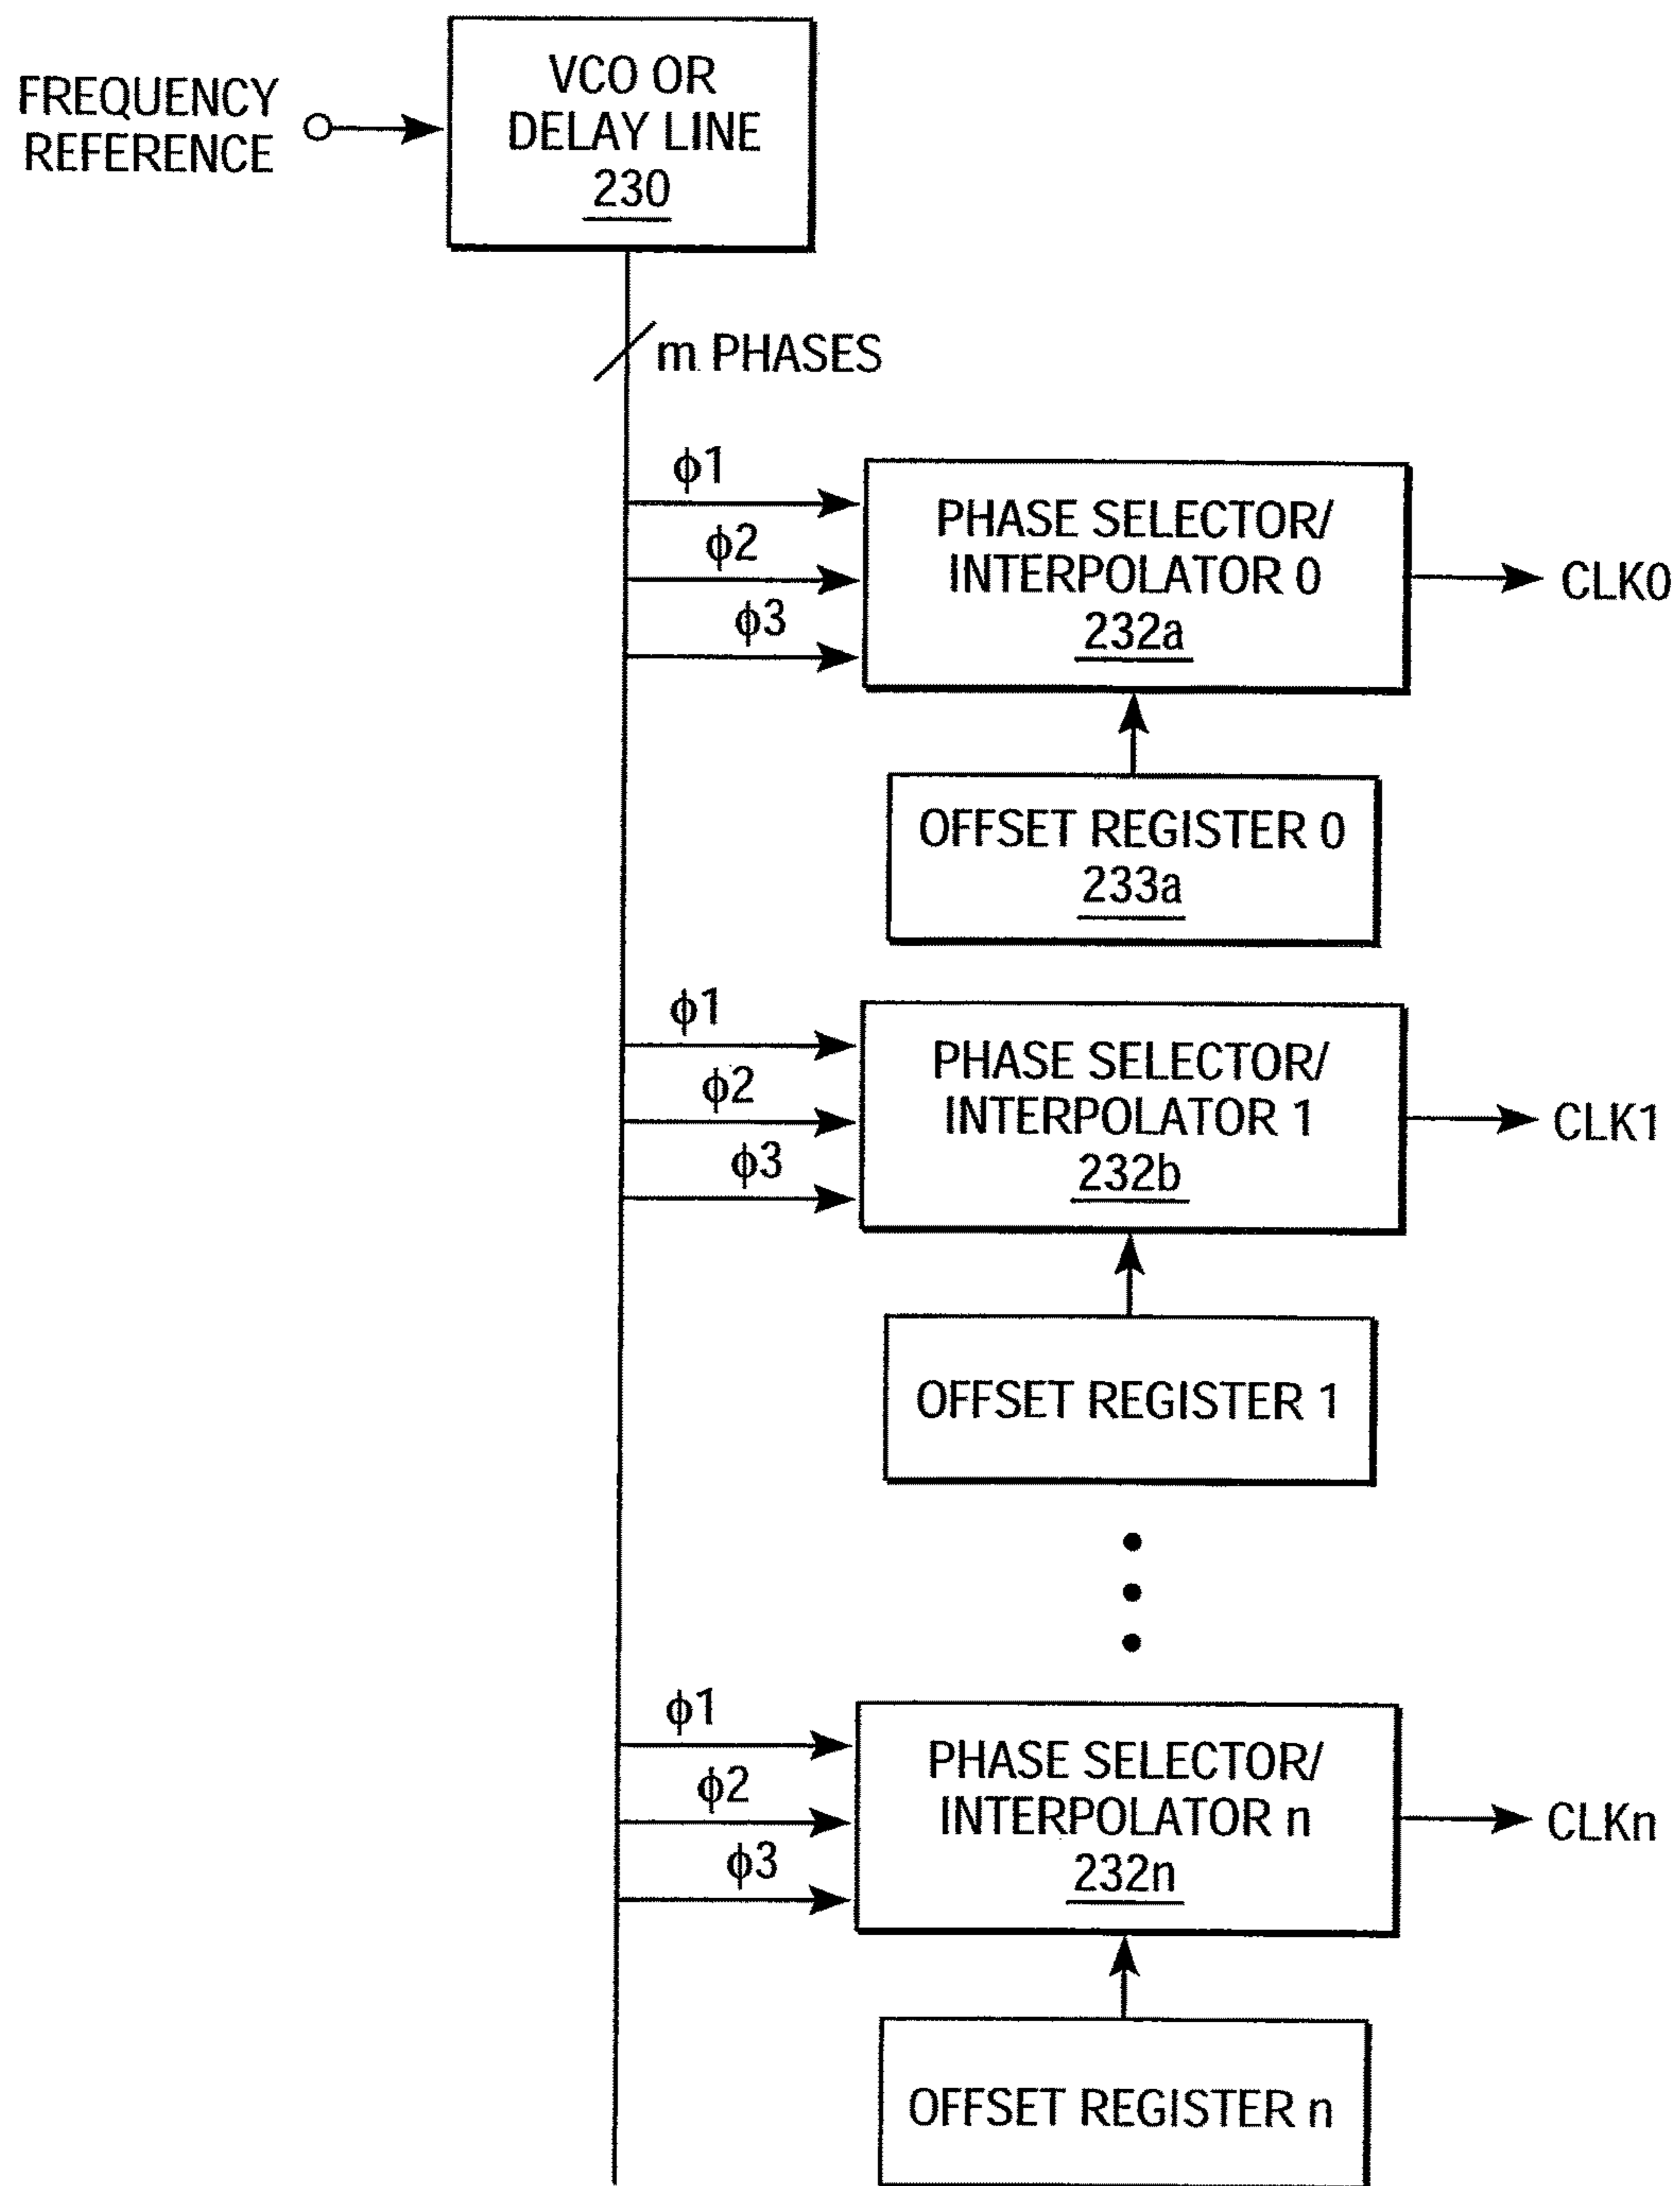 FREQUENCY
REFERENCE
VCO OR
DELAY LINE
230
m PHASES
ϕ1
ϕ2
ϕ3
PHASE SELECTOR/
INTERPOLATOR 0
232a
CLK0
OFFSET REGISTER 0
233a
ϕ1
ϕ2
ϕ3
PHASE SELECTOR/
INTERPOLATOR 1
232b
CLK1
OFFSET REGISTER 1
ϕ1
ϕ2
ϕ3
PHASE SELECTOR/
INTERPOLATOR n
232n
CLKn
OFFSET REGISTER n